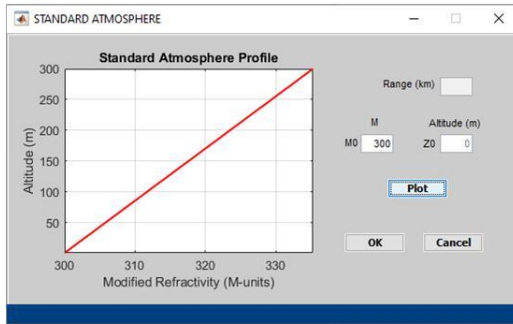 STANDARD ATMOSPHERE
Standard Atmosphere Profile
300
250
200
150
100
50
300
310
320
330
Altitude (m)
Modified Refractivity (M-units)
Range (km)
M
Altitude (m)
M0
300
Z0
0
Plot
OK
Cancel